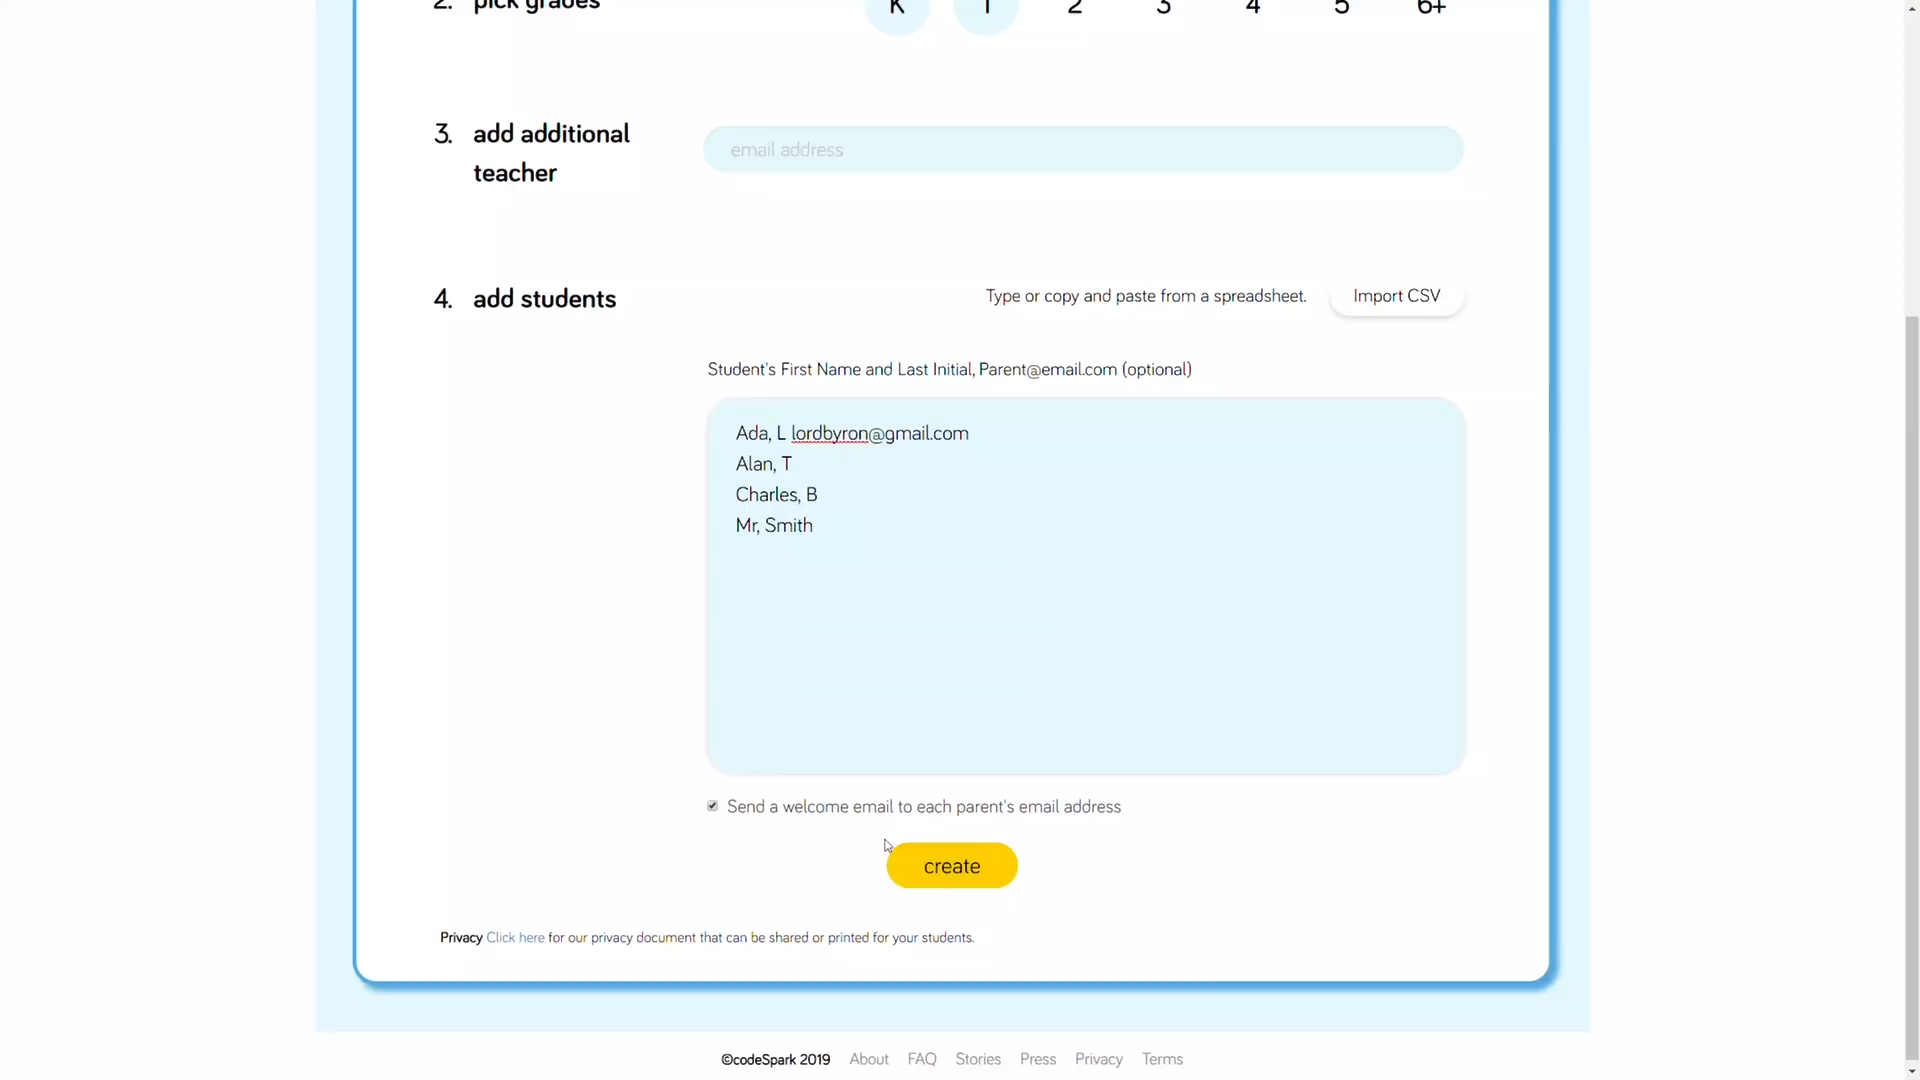 2. pick grades K 1 2 3 4 5 6+
3. add additional
teacher
email address
4. add students
Type or copy and paste from a spreadsheet. Import CSV
Student's First Name and Last Initial, Parent@email.com (optional)
Ada, L lordbyron@gmail.com
Alan, T
Charles, B
Mr, Smith
Send a welcome email to each parent's email address
create
Privacy Click here for our privacy document that can be shared or printed for your students.
©codeSpark 2019 About FAQ Stories Press Privacy Terms